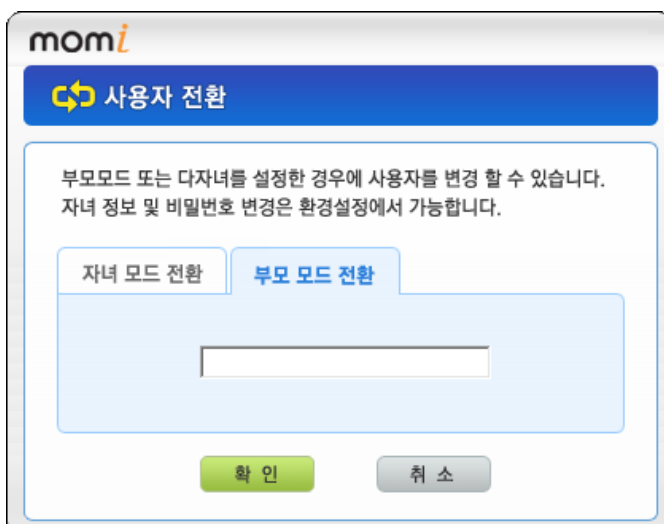 momi
사용자 전환
부모모드 또는 다자녀를 설정한 경우에 사용자를 변경 할 수 있습니다.
자녀 정보 및 비밀번호 변경은 환경설정에서 가능합니다.
자녀 모드 전환
부모 모드 전환
확 인
취 소